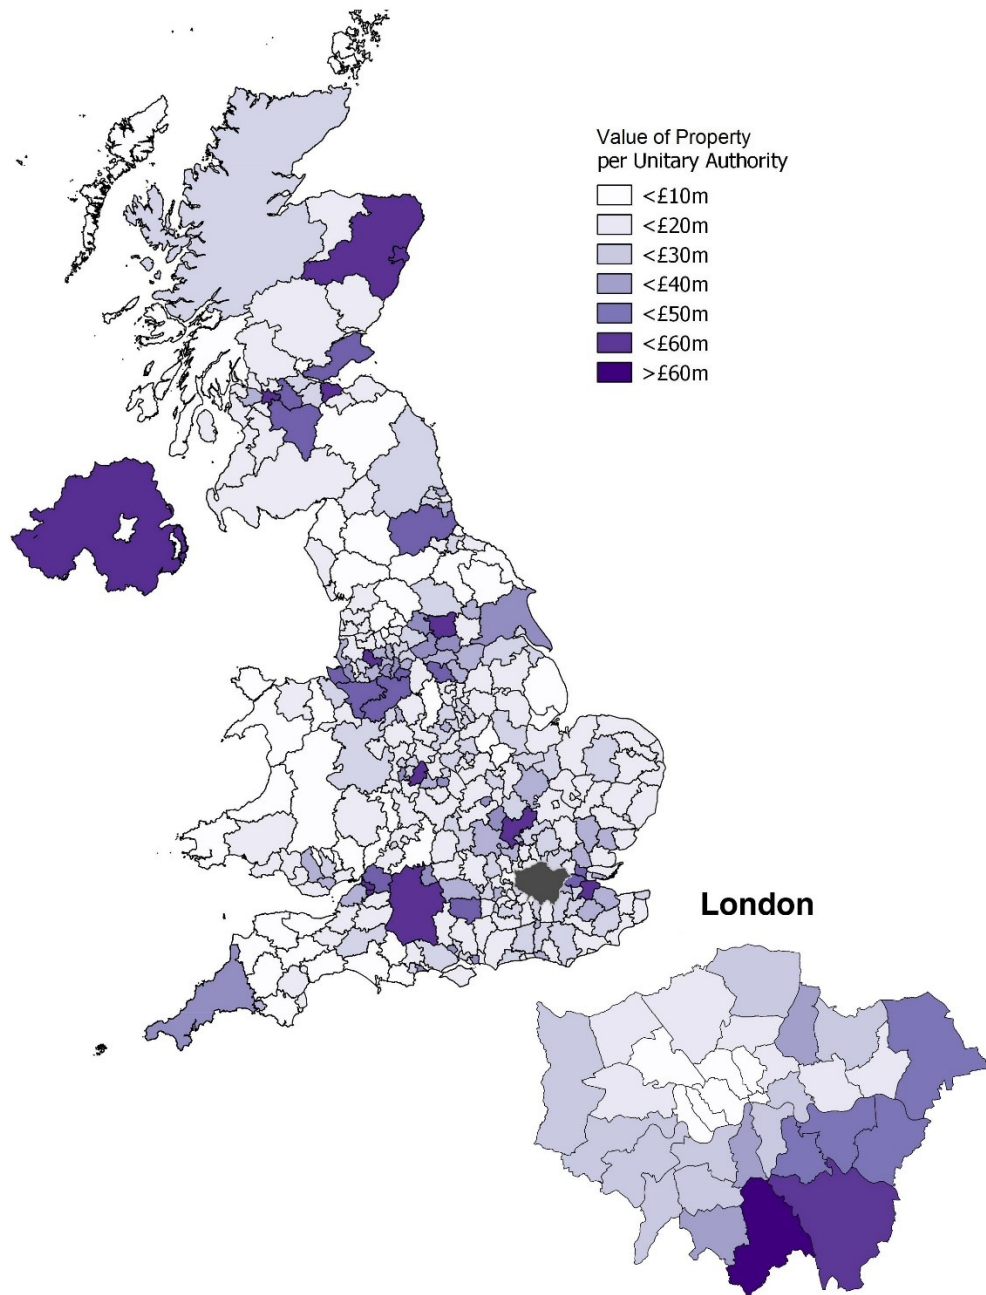 Value of Property
per Unitary Authority
<£10m
<£20m
<£30m
<£40m
<£50m
<£60m
>£60m
London